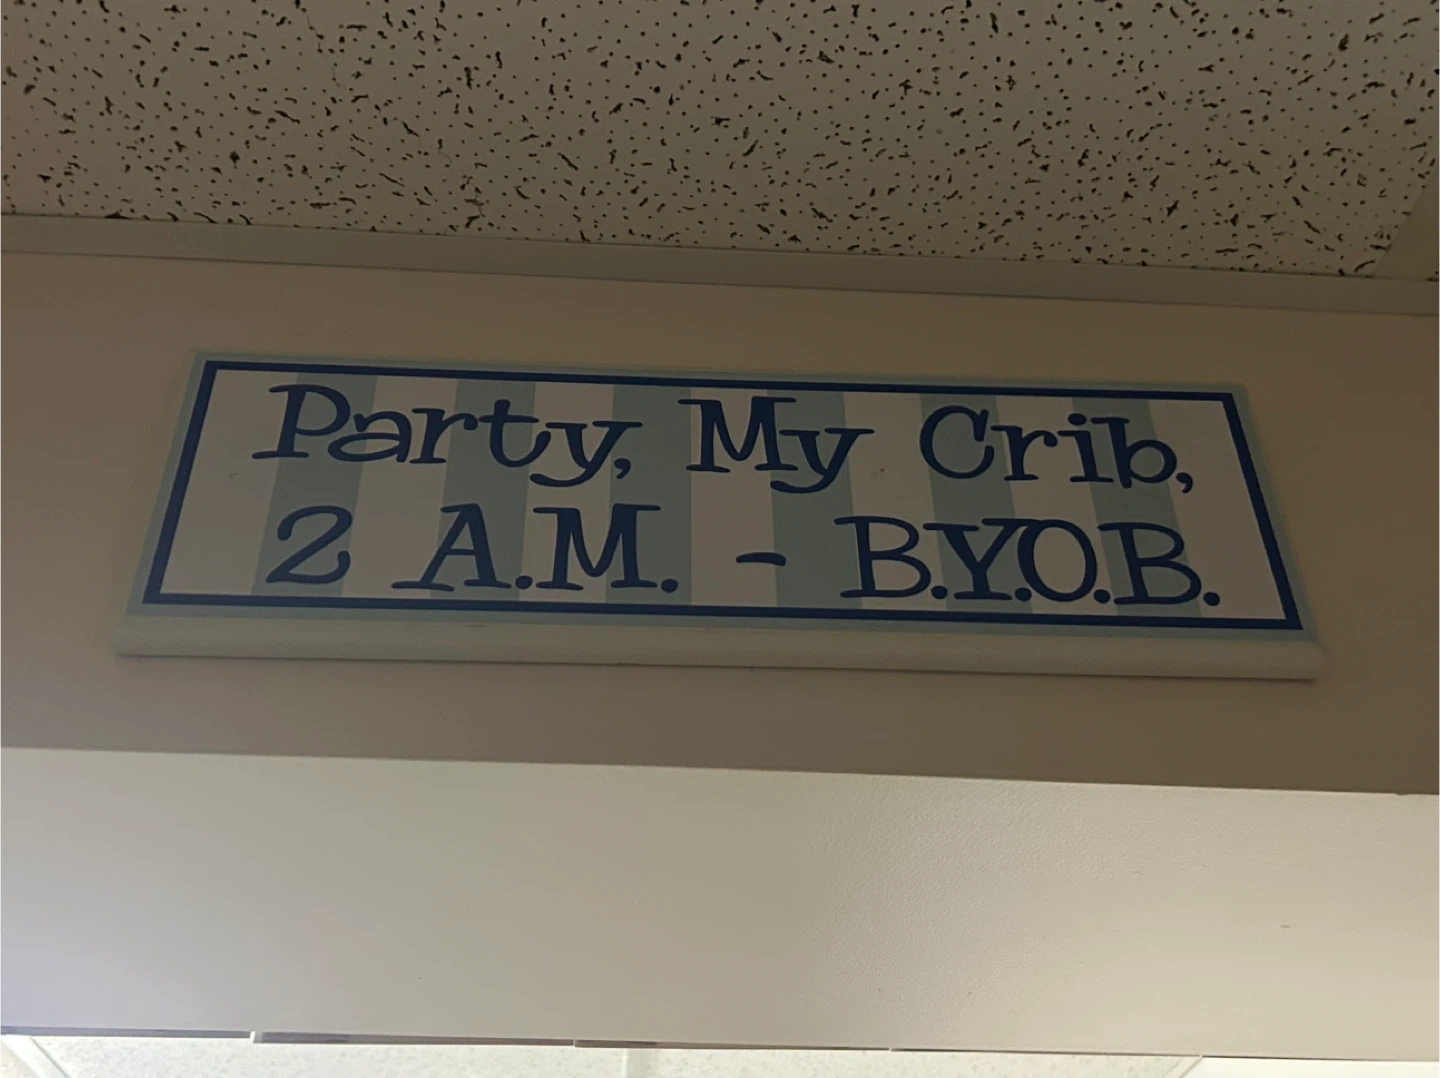 Party, My Crib,
2 A.M. - B.Y.O.B.